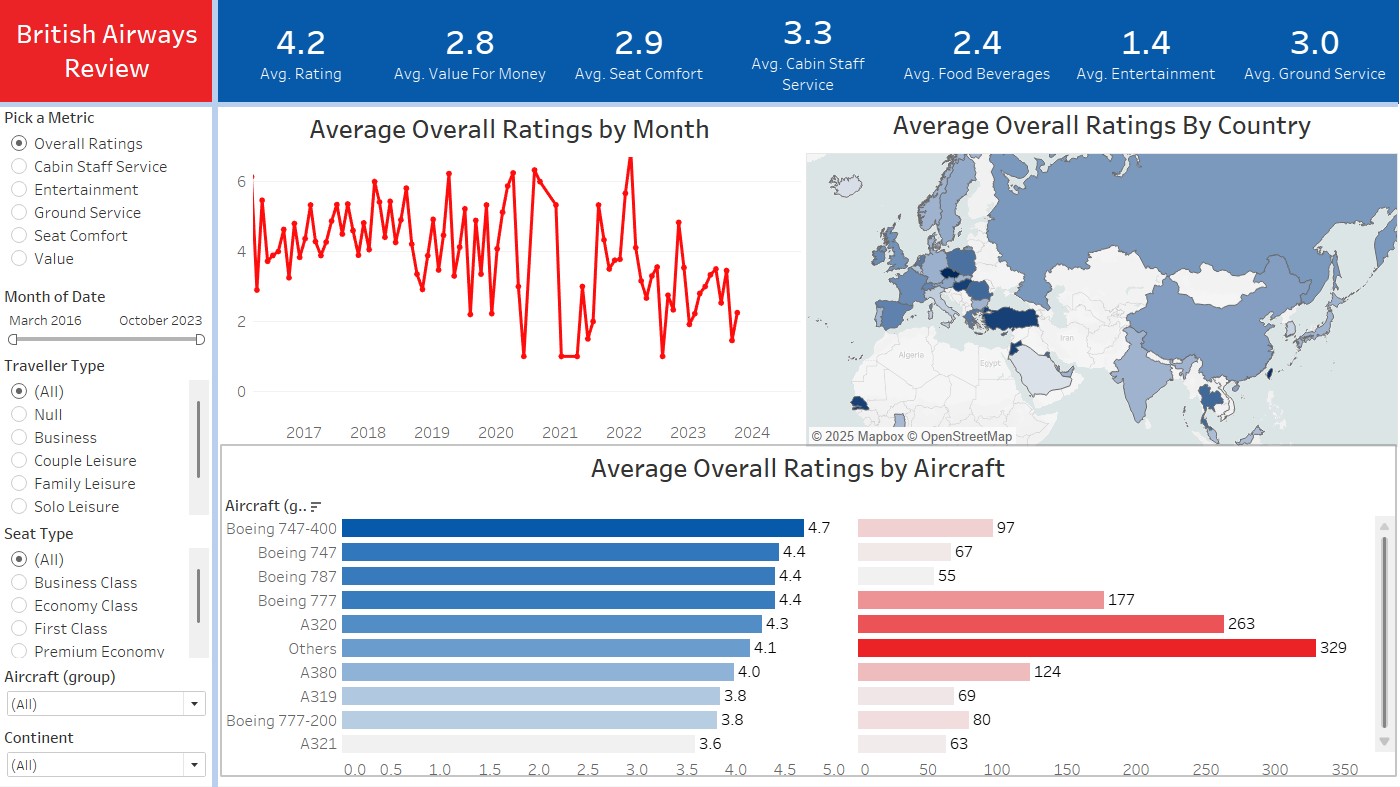 British Airways
Review
4.2
Avg. Rating
2.8
Avg. Value For Money
2.9
Avg. Seat Comfort
3.3
Avg. Cabin Staff
Service
2.4
Avg. Food Beverages
1.4
Avg. Entertainment
3.0
Avg. Ground Service
Pick a Metric
Overall Ratings
Cabin Staff Service
Entertainment
Ground Service
Seat Comfort
Value
Month of Date
March 2016 October 2023
Traveller Type
(All)
Null
Business
Couple Leisure
Family Leisure
Solo Leisure
Seat Type
(All)
Business Class
Economy Class
First Class
Premium Economy
Aircraft (group)
(All)
Continent
(All)
Average Overall Ratings by Month
6
4
2
0
2017 2018 2019 2020 2021 2022 2023 2024
Average Overall Ratings By Country
Algeria
Egypt
Iran
© 2025 Mapbox © OpenStreetMap
Average Overall Ratings by Aircraft
Aircraft (g..
Boeing 747-400 4.7 97
Boeing 747 4.4 67
Boeing 787 4.4 55
Boeing 777 4.4 177
A320 4.3 263
Others 4.1 329
A380 4.0 124
A319 3.8 69
Boeing 777-200 3.8 80
A321 3.6 63
0.0 0.5 1.0 1.5 2.0 2.5 3.0 3.5 4.0 4.5 5.0 0 50 100 150 200 250 300 350